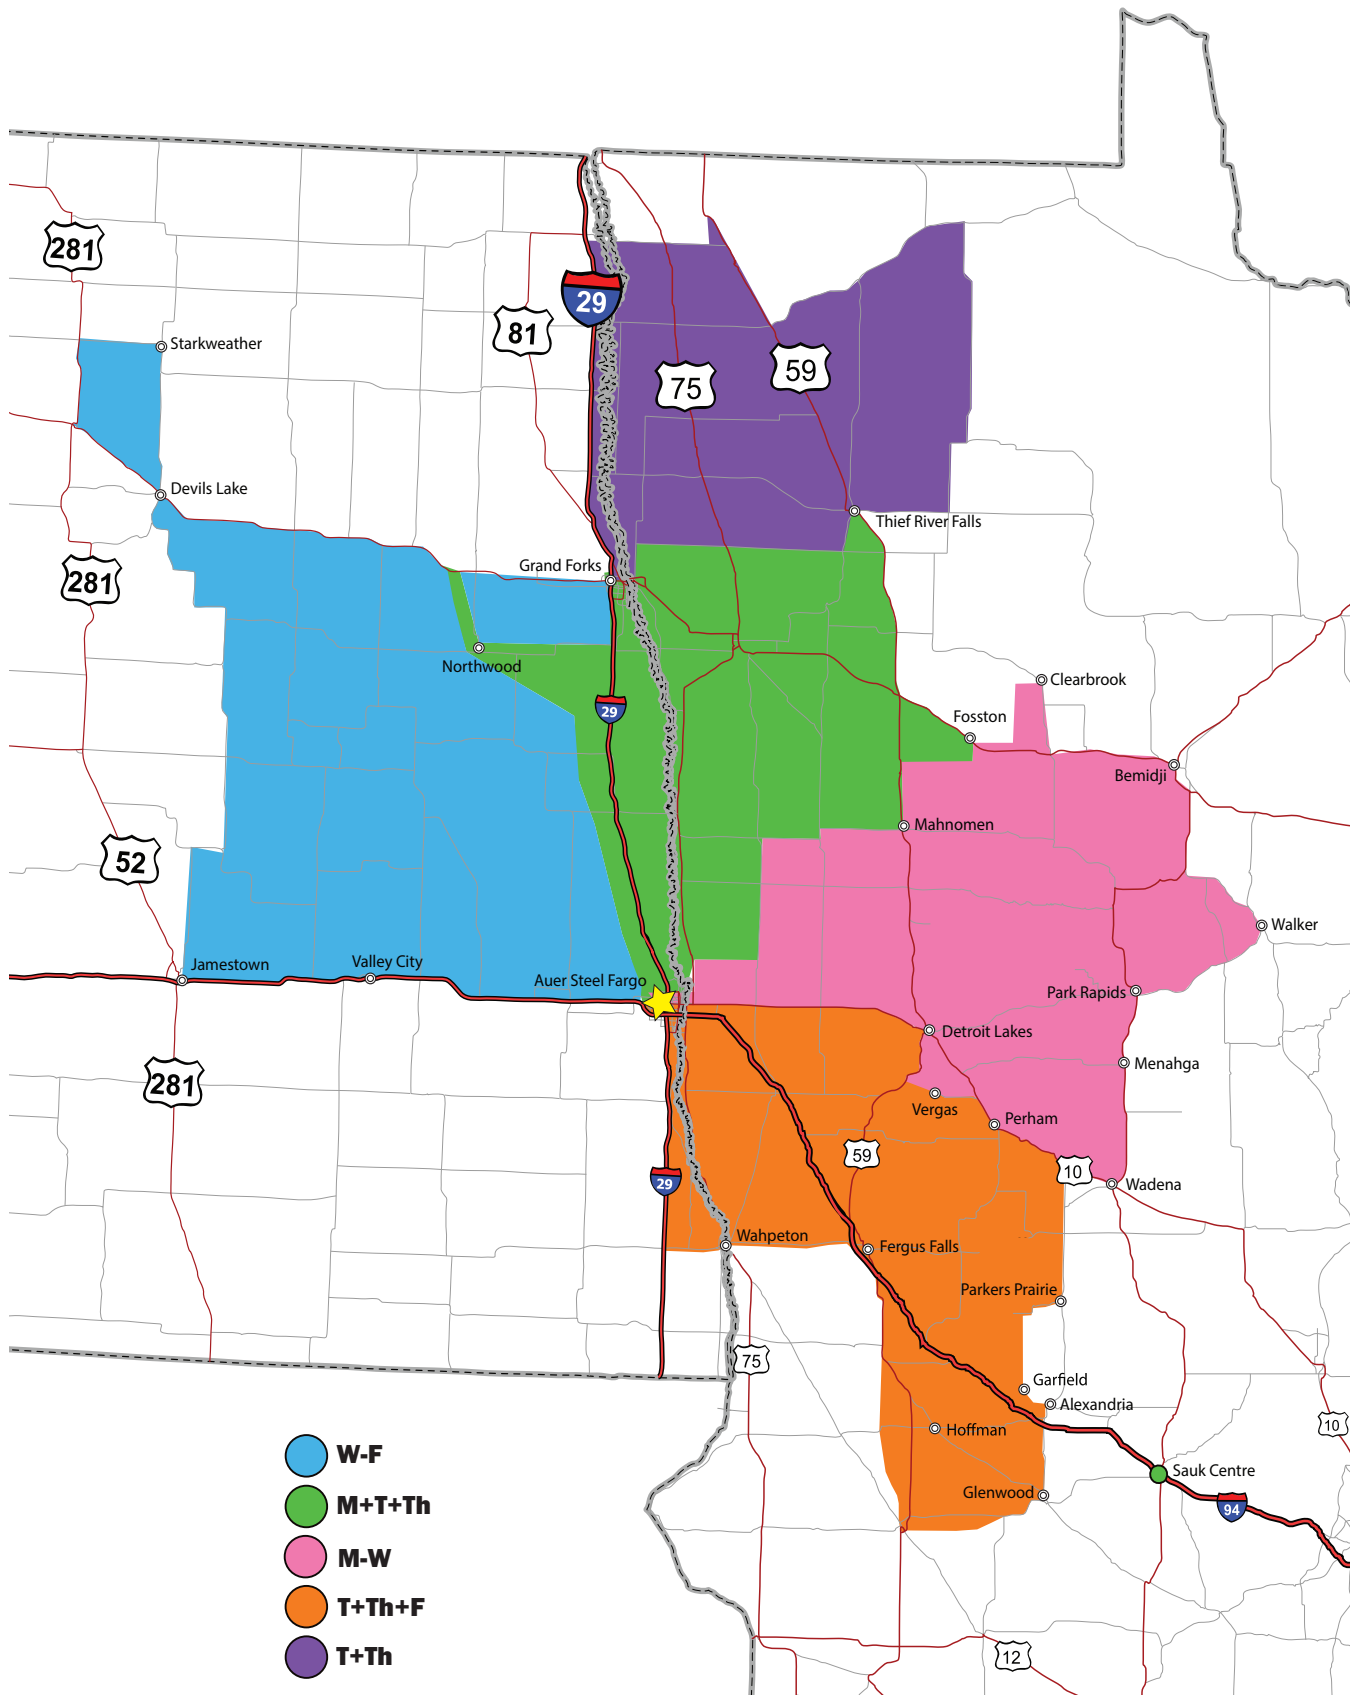 281
29
81
75
59
Starkweather
Devils Lake
281
Thief River Falls
Grand Forks
Northwood
29
Clearbrook
Fosston
Bemidji
Mahnomen
52
Walker
Jamestown
Valley City
Auer Steel Fargo
Park Rapids
Detroit Lakes
Menahga
281
Vergas
Perham
59
10
29
Wadena
Wahpeton
Fergus Falls
Parkers Prairie
75
Garfield
Alexandria
10
Hoffman
Sauk Centre
Glenwood
94
W-F
M+T+Th
M-W
T+Th+F
T+Th
12